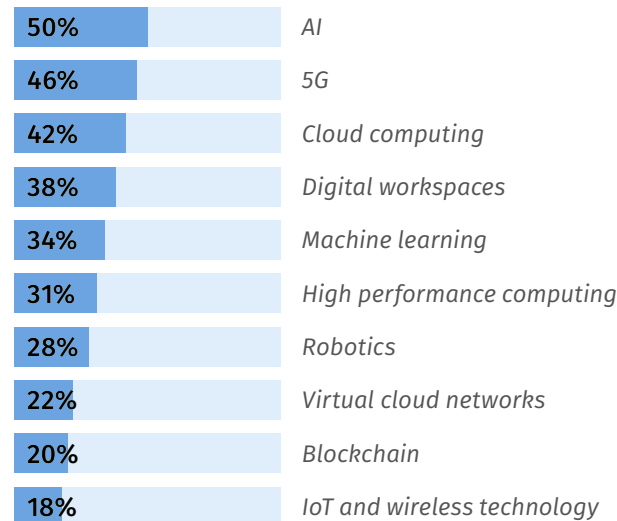 50% AI
46% 5G
42% Cloud computing
38% Digital workspaces
34% Machine learning
31% High performance computing
28% Robotics
22% Virtual cloud networks
20% Blockchain
18% IoT and wireless technology